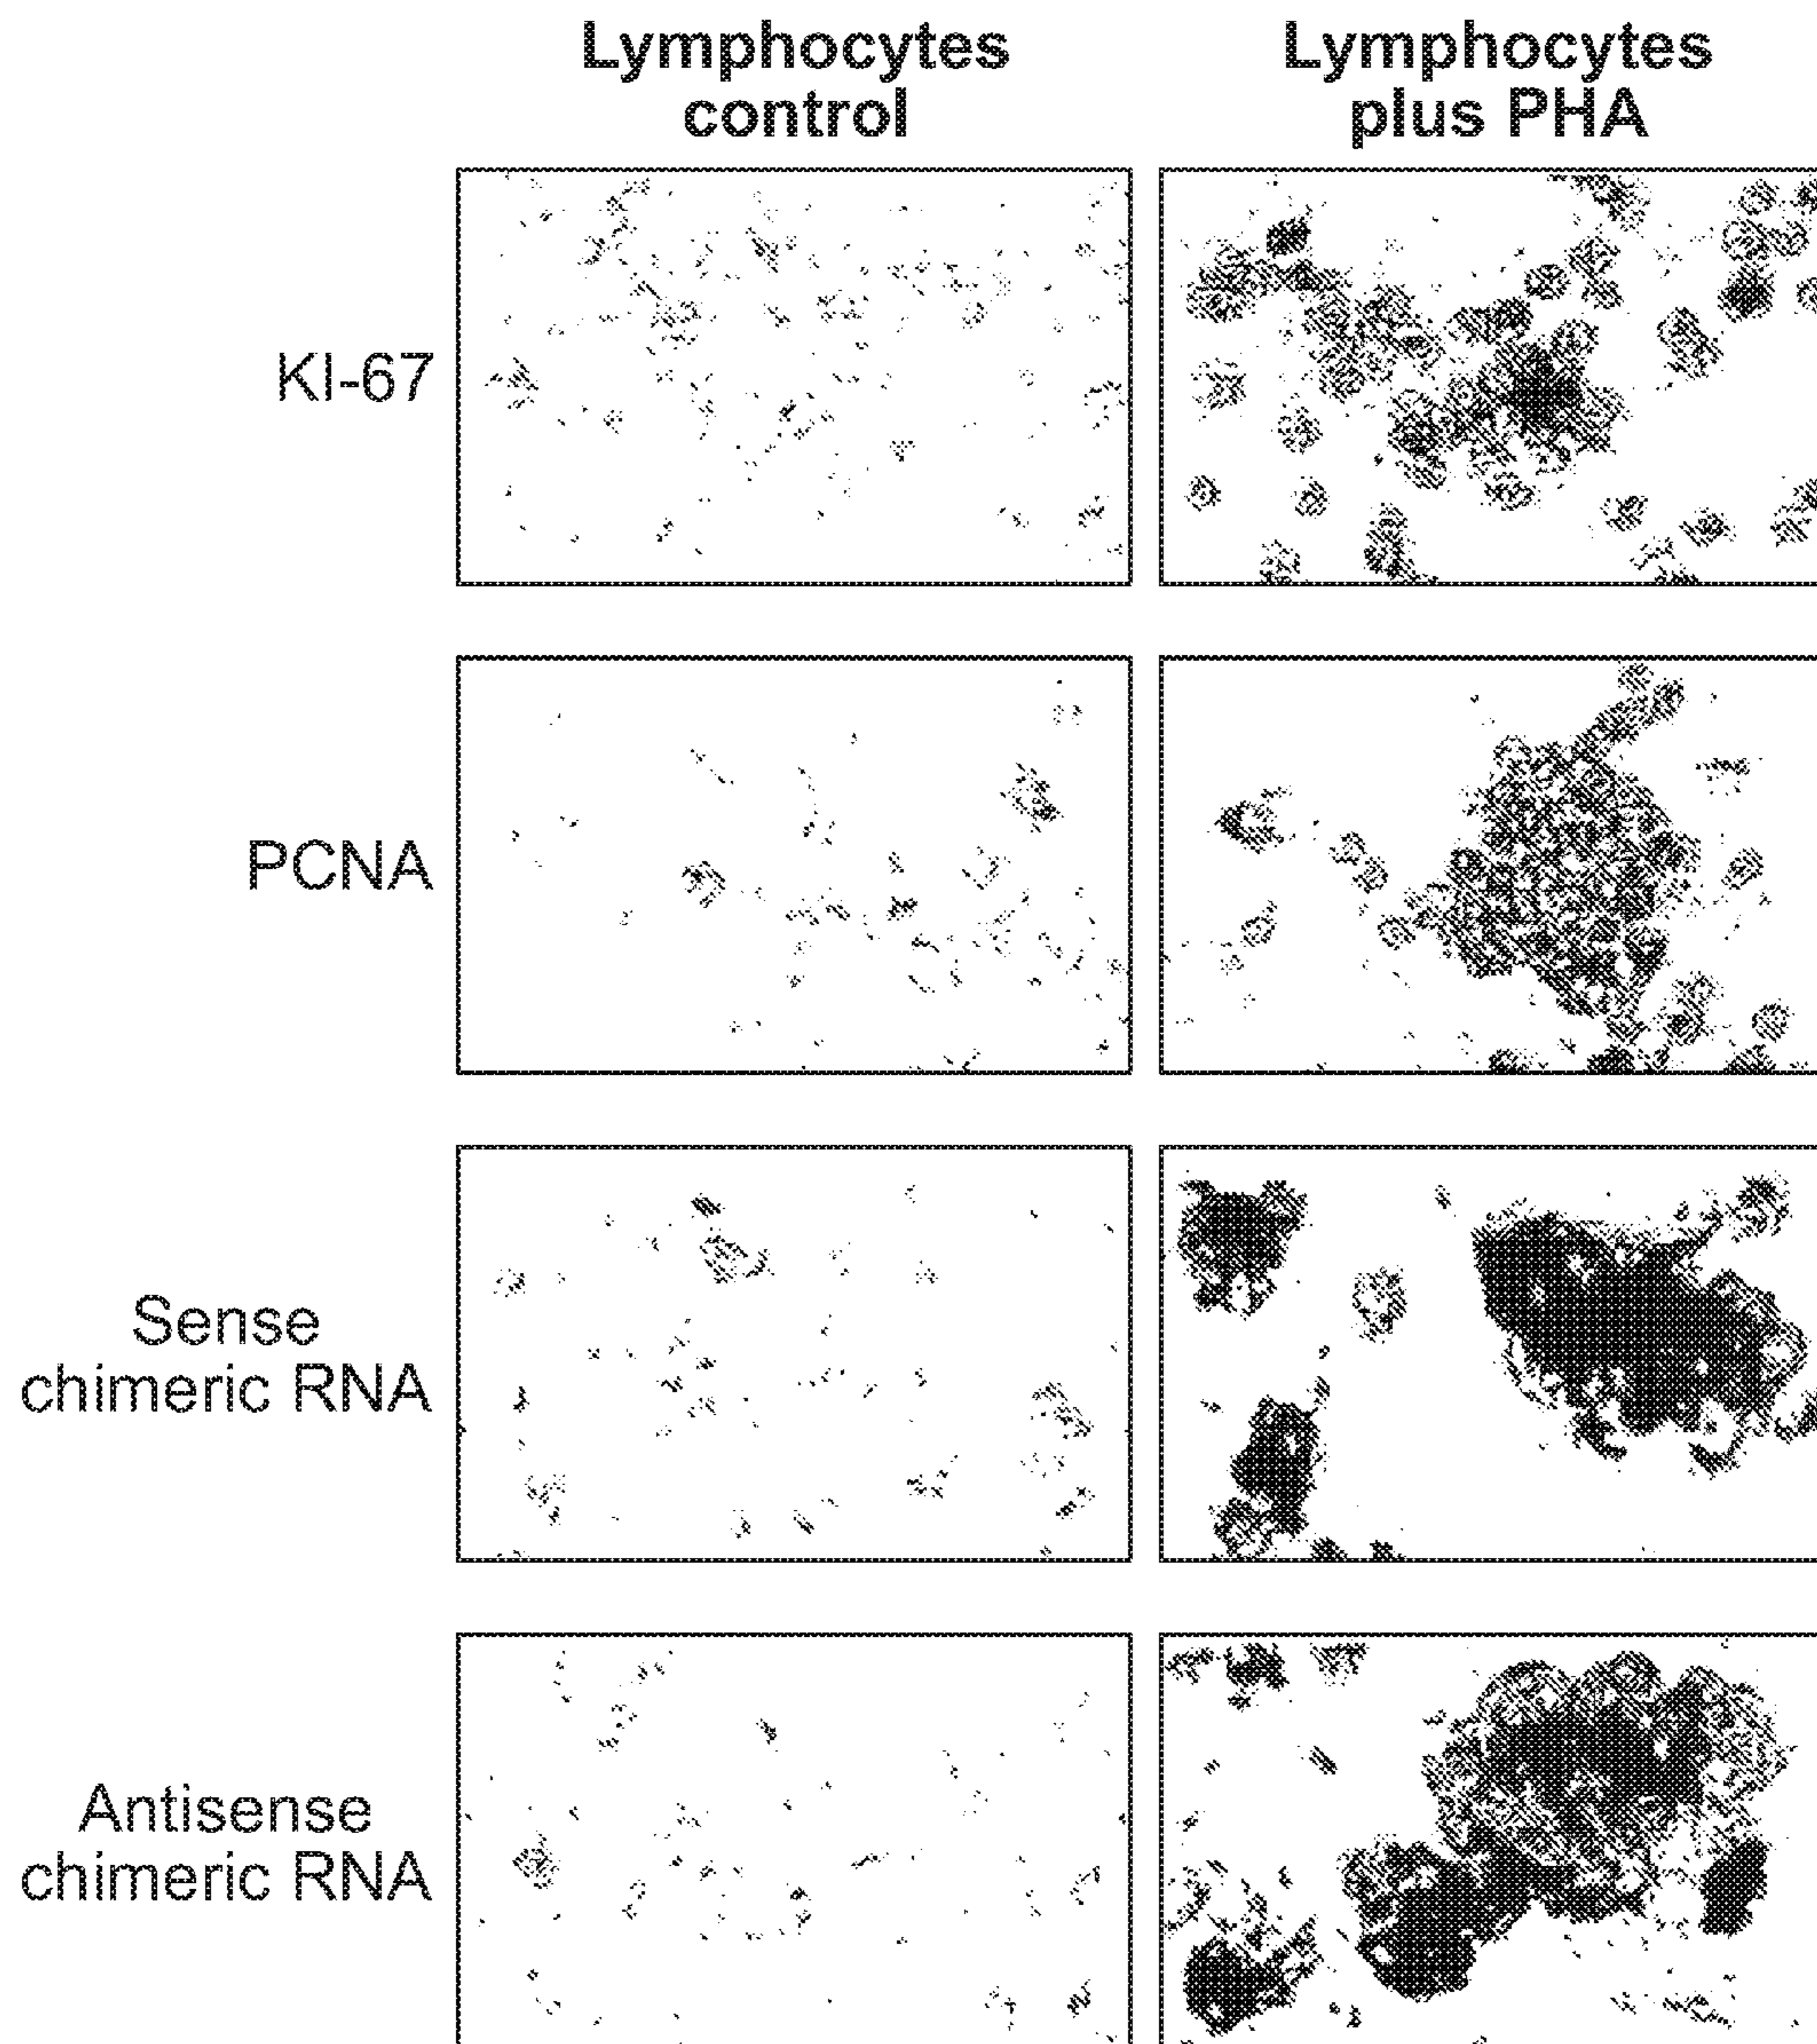 Lymphocytes
control
Lymphocytes
plus PHA
KI-67
PCNA
Sense
chimeric RNA
Antisense
chimeric RNA